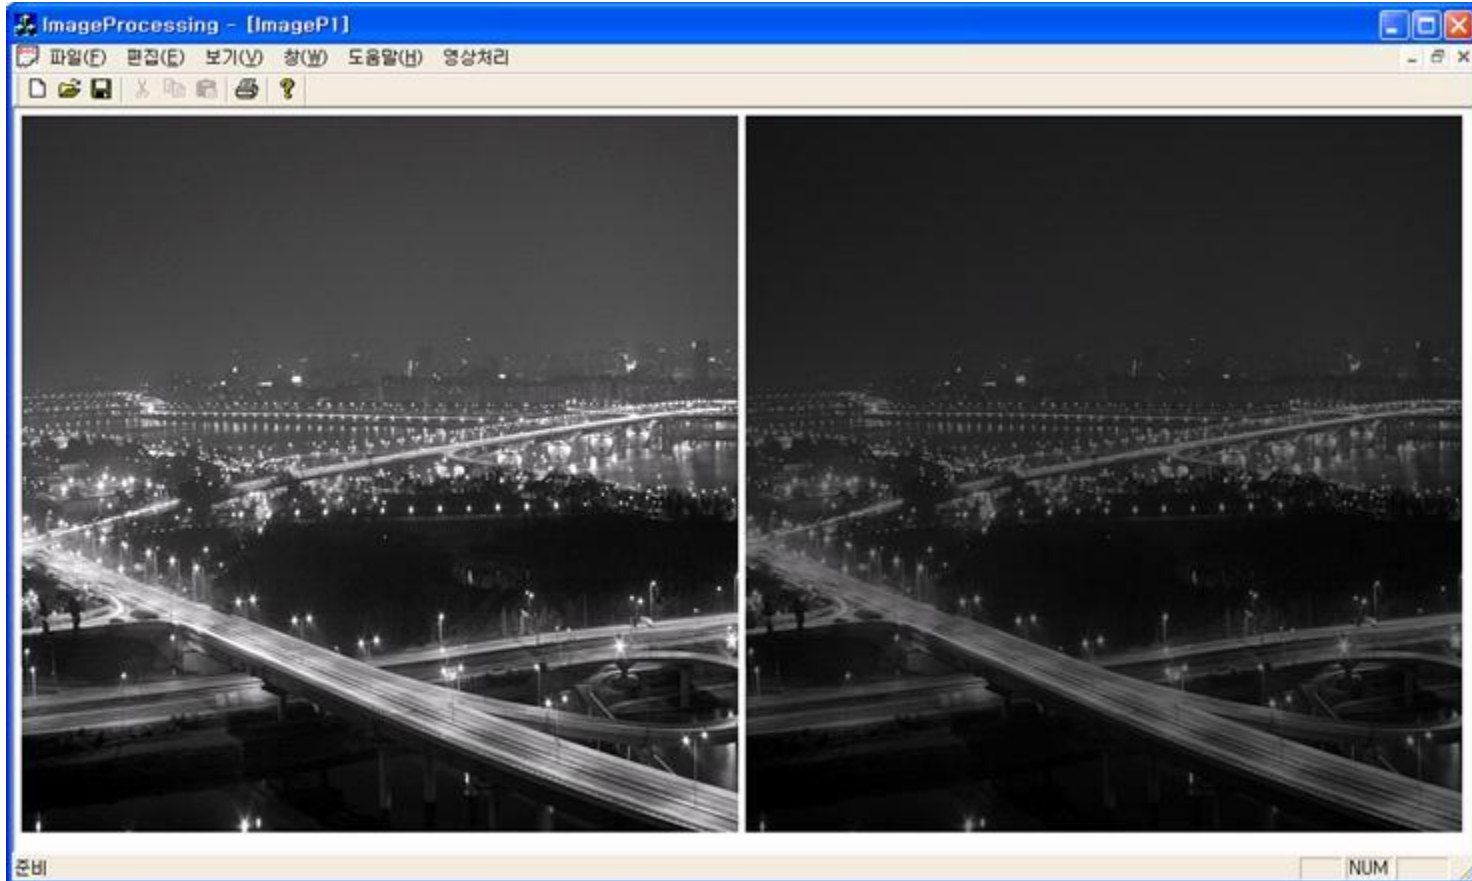 ImageProcessing - [ImageP1]
파일(F) 편집(E) 보기(V) 창(W) 도움말(H) 영상처리
준비
NUM